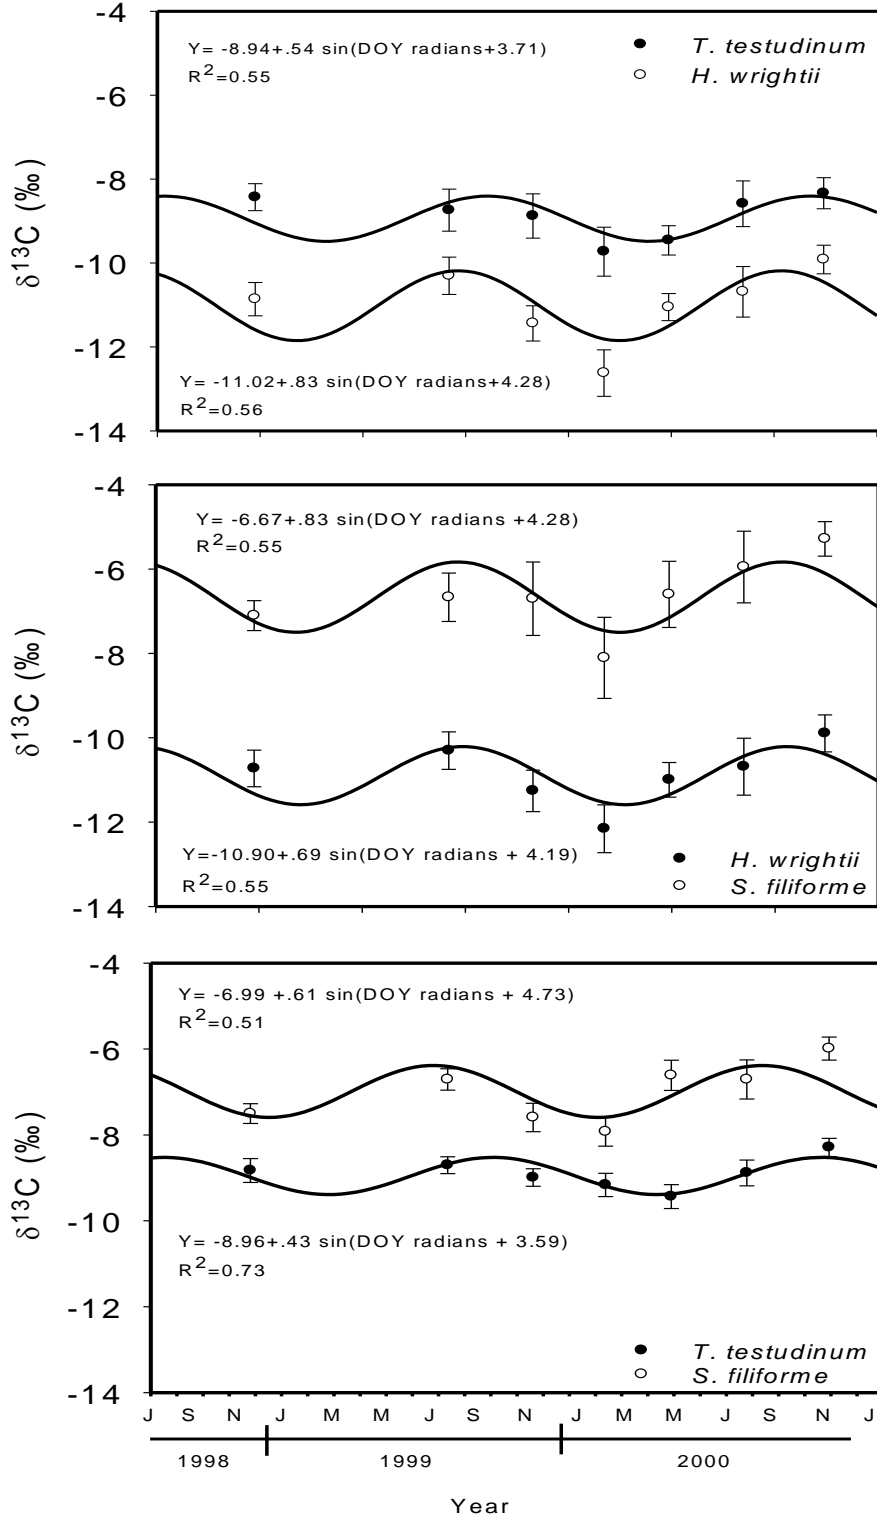 -4
Y= -8.94+.54 sin(DOY radians+3.71)
R2=0.55
T. testudinum
H. wrightii
-6
-8
δ13C (‰)
-10
-12
Y= -11.02+.83 sin(DOY radians+4.28)
R2=0.56
-14
-4
Y= -6.67+.83 sin(DOY radians +4.28)
R2=0.55
-6
-8
δ13C (‰)
-10
-12
Y=-10.90+.69 sin(DOY radians + 4.19)
R2=0.55
H. wrightii
S. filiforme
-14
-4
Y= -6.99 +.61 sin(DOY radians + 4.73)
R2=0.51
-6
-8
δ13C (‰)
-10
Y= -8.96+.43 sin(DOY radians + 3.59)
R2=0.73
-12
T. testudinum
S. filiforme
-14
J S N J M M J S N J M M J S N J
1998 1999 2000
Year